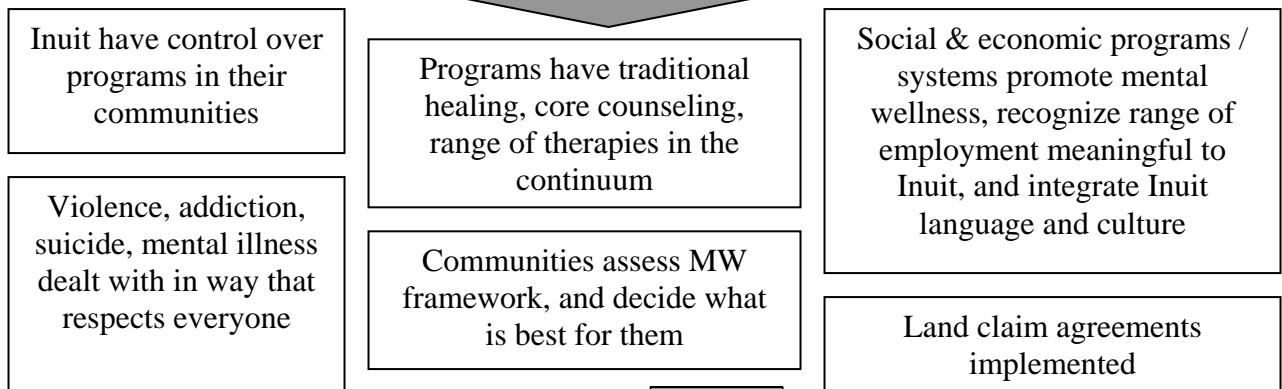 Inuit have control over
programs in their
communities
Violence, addiction,
suicide, mental illness
dealt with in way that
respects everyone
Programs have traditional
healing, core counseling,
range of therapies in the
continuum
Communities assess MW
framework, and decide what
is best for them
Social & economic programs /
systems promote mental
wellness, recognize range of
employment meaningful to
Inuit, and integrate Inuit
language and culture
Land claim agreements
implemented